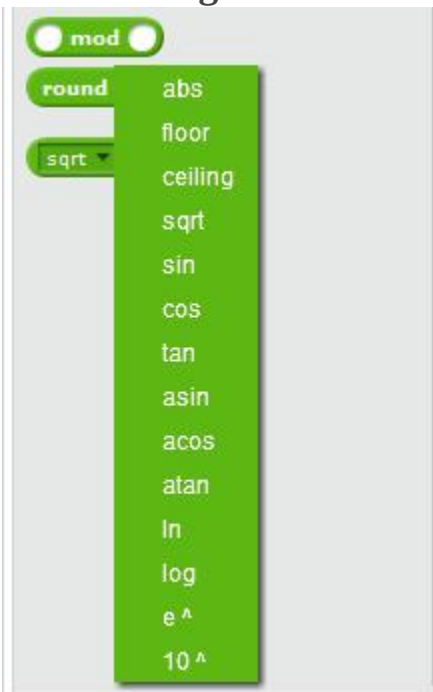 mod
round
sqrt
abs
floor
ceiling
sqrt
sin
cos
tan
asin
acos
atan
ln
log
e ^
10 ^